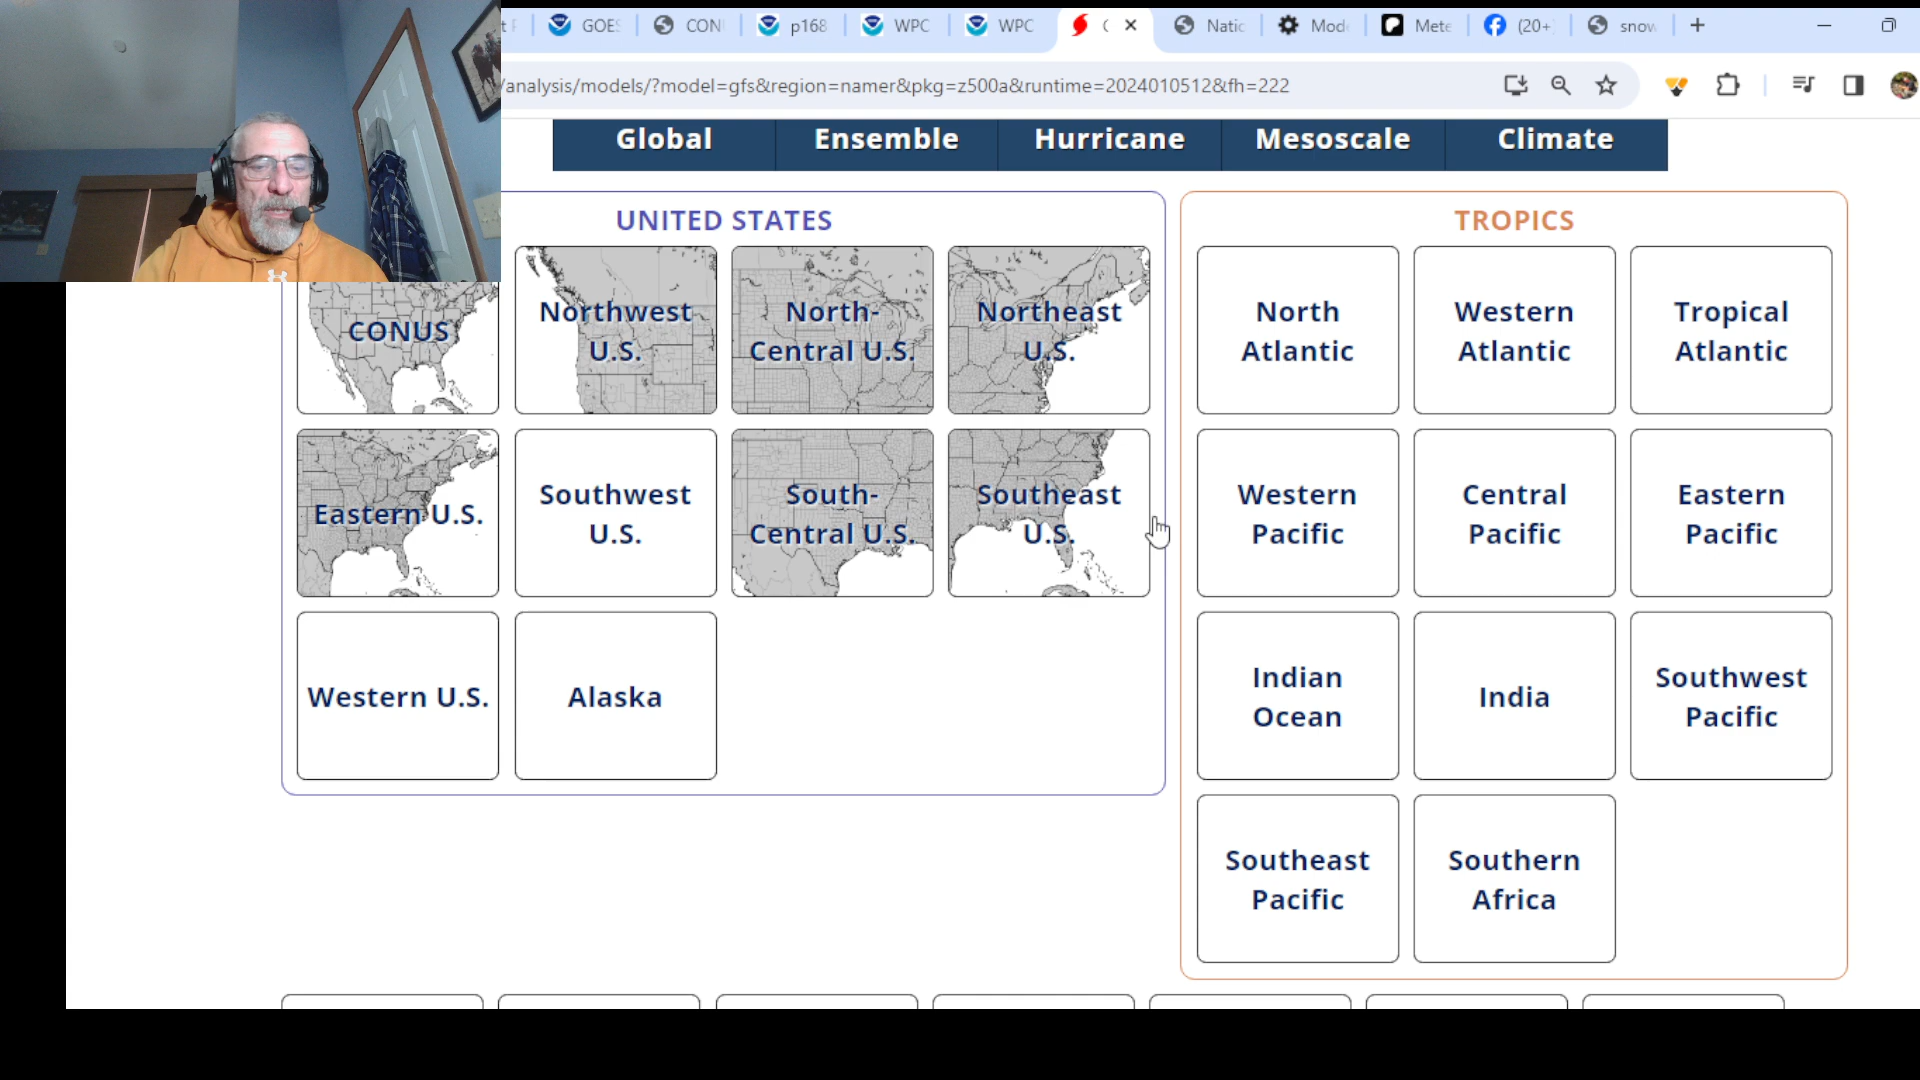 GOES
CON
p168
WPC
WPC
Natio
Mode
Mete
(20+)
snow
/analysis/models/?model=gfs&region=namer&pkg=z500a&runtime=2024010512&fh=222
Global
Ensemble
Hurricane
Mesoscale
Climate
UNITED STATES
CONUS
Northwest
U.S.
North-
Central U.S.
Northeast
U.S.
Eastern U.S.
Southwest
U.S.
South-
Central U.S.
Southeast
U.S.
Western U.S.
Alaska
TROPICS
North
Atlantic
Western
Atlantic
Tropical
Atlantic
Western
Pacific
Central
Pacific
Eastern
Pacific
Indian
Ocean
India
Southwest
Pacific
Southeast
Pacific
Southern
Africa